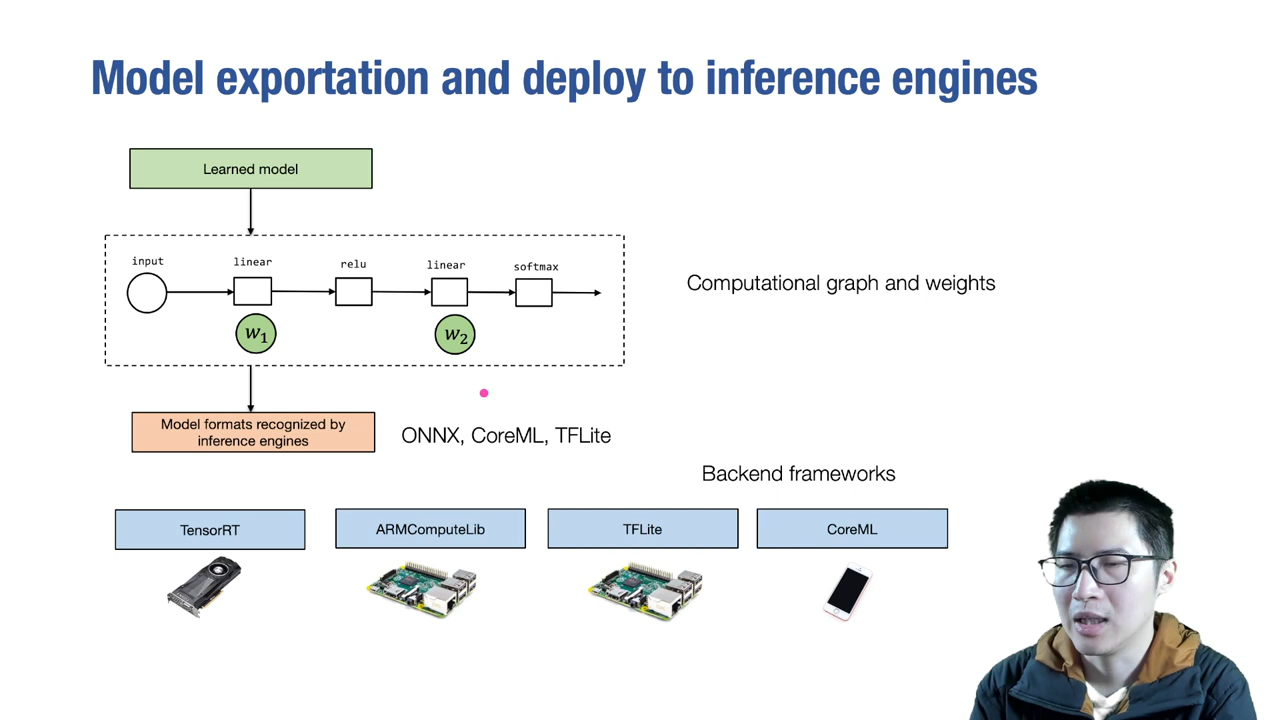 Model exportation and deploy to inference engines
Learned model
input
linear
relu
linear
softmax
w1
w2
Computational graph and weights
Model formats recognized by
inference engines
ONNX, CoreML, TFLite
Backend frameworks
TensorRT
ARMComputeLib
TFLite
CoreML